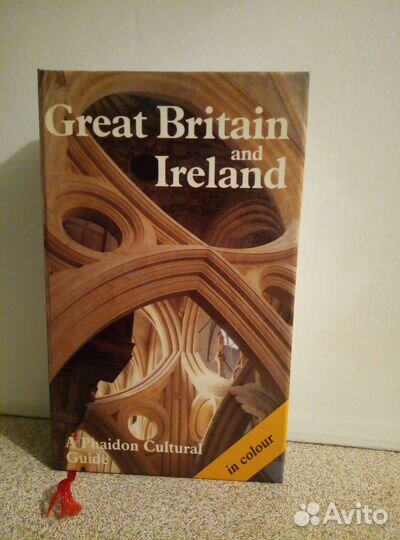 Great Britain
and
Ireland
A Phaidon Cultural
Guide
in colour
Avito